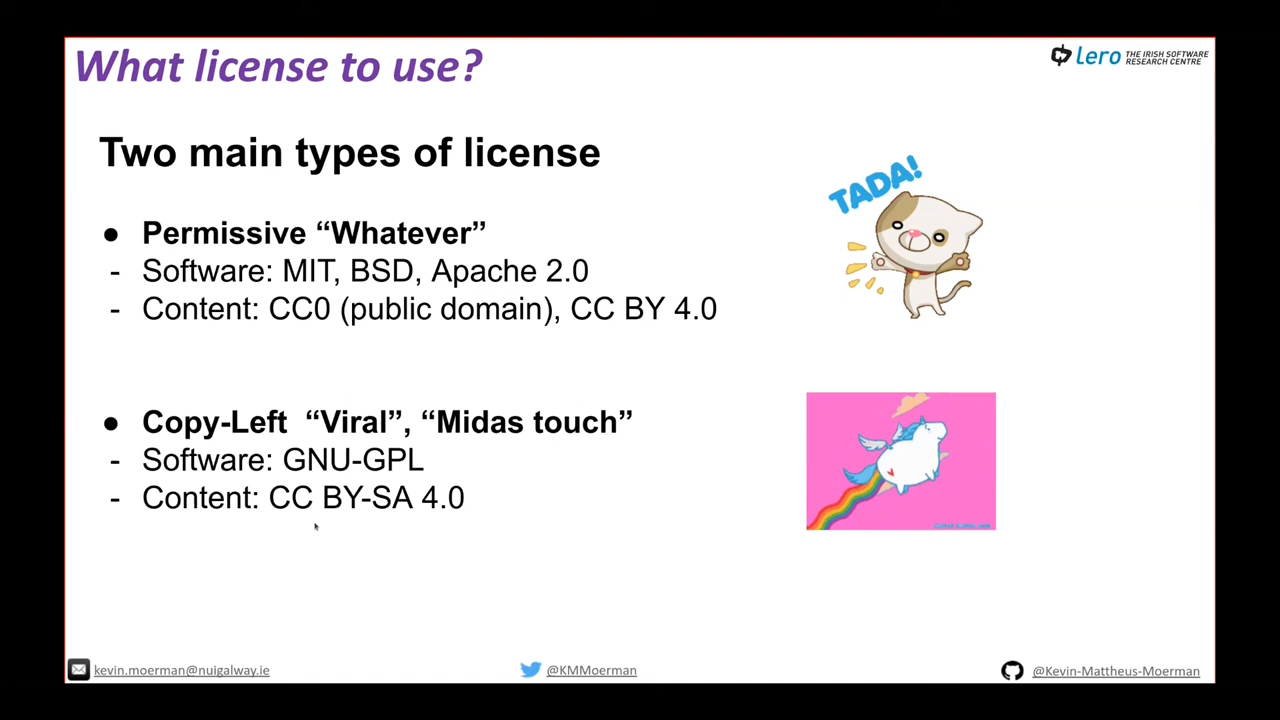 What license to use?
lero THE IRISH SOFTWARE
RESEARCH CENTRE
Two main types of license
TADA!
● Permissive “Whatever”
- Software: MIT, BSD, Apache 2.0
- Content: CC0 (public domain), CC BY 4.0
● Copy-Left “Viral”, “Midas touch”
- Software: GNU-GPL
- Content: CC BY-SA 4.0
kevin.moerman@nuigalway.ie
@KMMoerman
@Kevin-Mattheus-Moerman